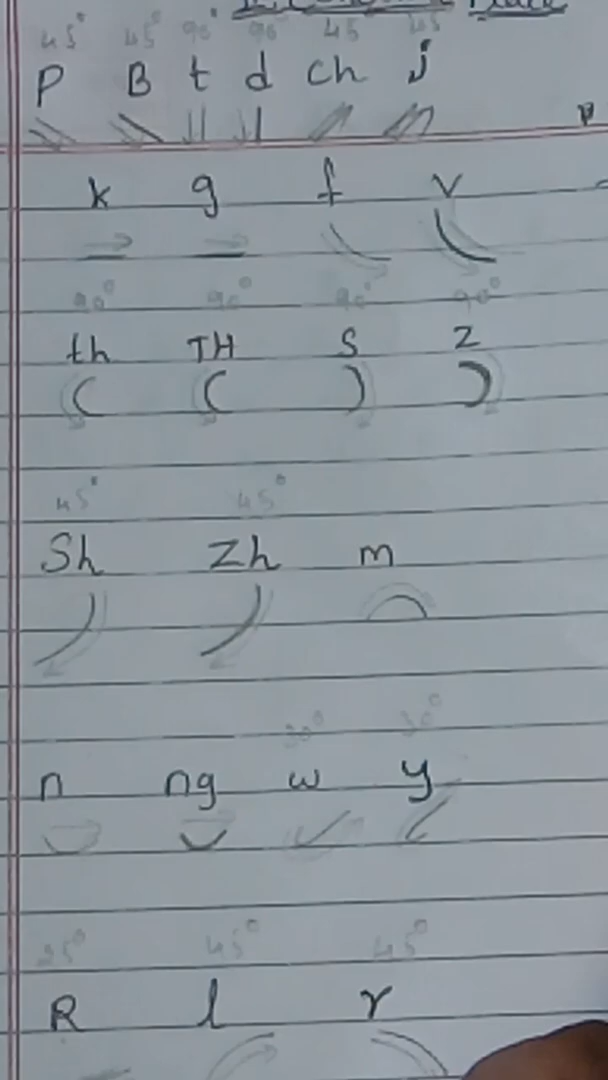 45° 45° 90° 90° 45 45
P B t d ch j
k g f v
90° 90° 90° 90°
th TH S Z
45° 45°
Sh Zh m
30° 30°
n ng w y
45° 45°
R l r